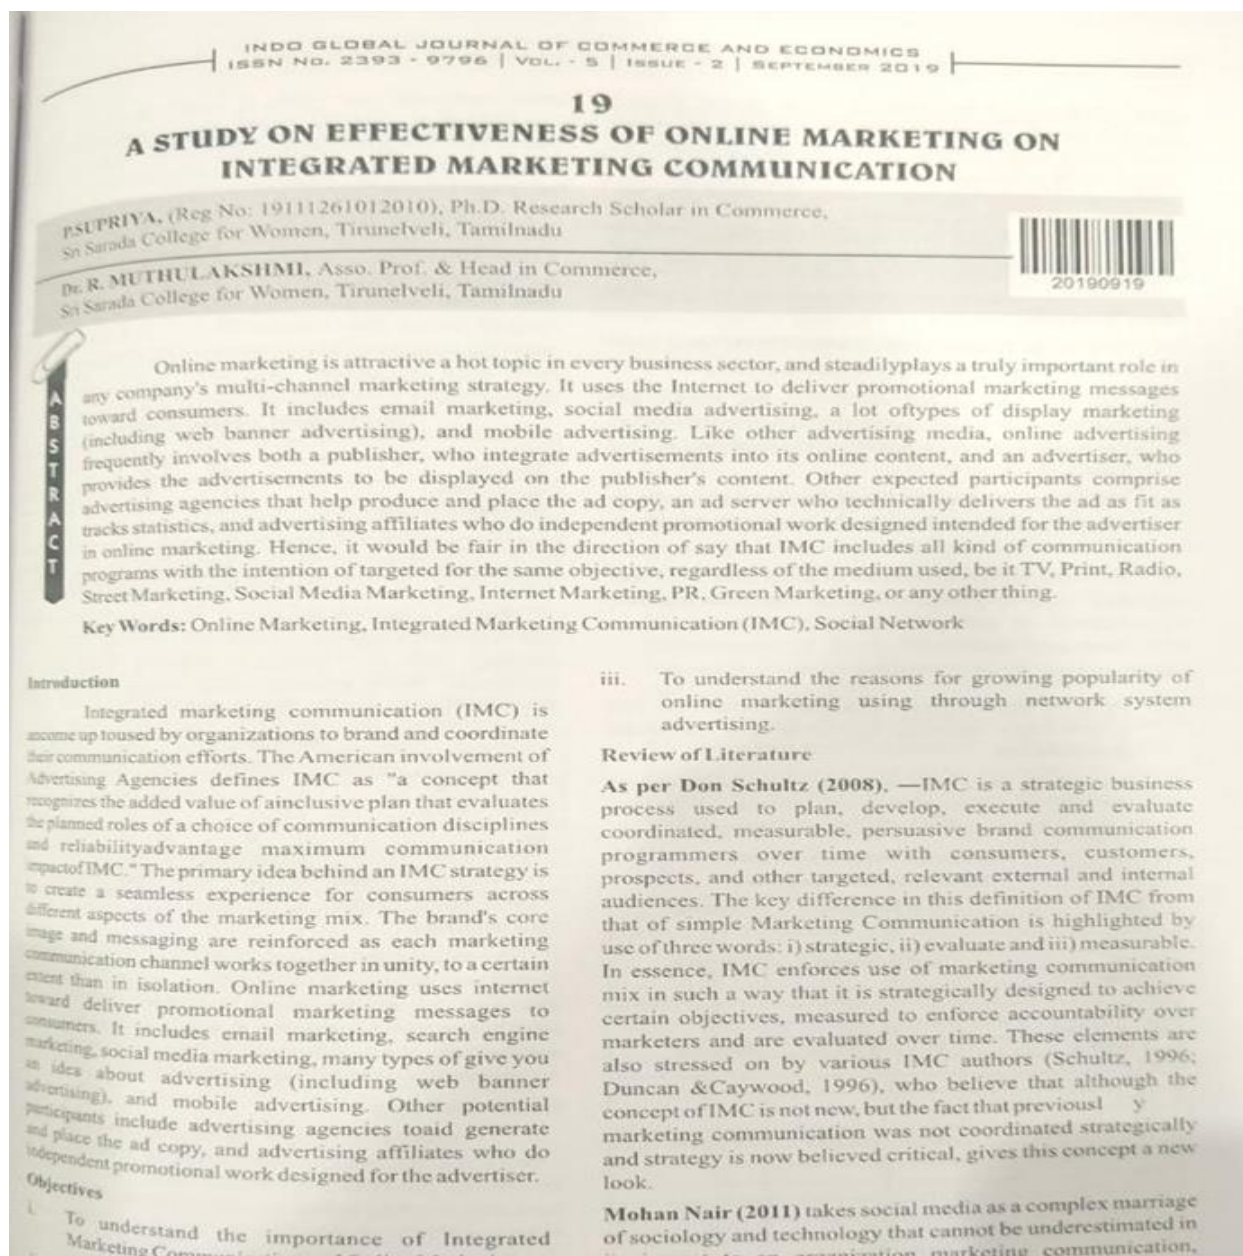 INDO GLOBAL JOURNAL OF COMMERCE AND ECONOMICS
ISSN NO. 2393 - 9796 | VOL. - 5 | ISSUE - 2 | SEPTEMBER 2019
19
A STUDY ON EFFECTIVENESS OF ONLINE MARKETING ON
INTEGRATED MARKETING COMMUNICATION
P.SUPRIYA, (Reg No: 19111261012010), Ph.D. Research Scholar in Commerce,
Sri Sarada College for Women, Tirunelveli, Tamilnadu
Dr. R. MUTHULAKSHMI, Asso. Prof. & Head in Commerce,
Sri Sarada College for Women, Tirunelveli, Tamilnadu
20190919
ABSTRACT
Online marketing is attractive a hot topic in every business sector, and steadilyplays a truly important role in
any company's multi-channel marketing strategy. It uses the Internet to deliver promotional marketing messages
toward consumers. It includes email marketing, social media advertising, a lot oftypes of display marketing
(including web banner advertising), and mobile advertising. Like other advertising media, online advertising
frequently involves both a publisher, who integrate advertisements into its online content, and an advertiser, who
provides the advertisements to be displayed on the publisher's content. Other expected participants comprise
advertising agencies that help produce and place the ad copy, an ad server who technically delivers the ad as fit as
tracks statistics, and advertising affiliates who do independent promotional work designed intended for the advertiser
in online marketing. Hence, it would be fair in the direction of say that IMC includes all kind of communication
programs with the intention of targeted for the same objective, regardless of the medium used, be it TV, Print, Radio,
Street Marketing, Social Media Marketing, Internet Marketing, PR, Green Marketing, or any other thing.
Key Words: Online Marketing, Integrated Marketing Communication (IMC), Social Network
Introduction
Integrated marketing communication (IMC) is
ancome up toused by organizations to brand and coordinate
their communication efforts. The American involvement of
Advertising Agencies defines IMC as "a concept that
recognizes the added value of ainclusive plan that evaluates
the planned roles of a choice of communication disciplines
and reliabilityadvantage maximum communication
impactof IMC." The primary idea behind an IMC strategy is
to create a seamless experience for consumers across
different aspects of the marketing mix. The brand's core
image and messaging are reinforced as each marketing
communication channel works together in unity, to a certain
extent than in isolation. Online marketing uses internet
toward deliver promotional marketing messages to
consumers. It includes email marketing, search engine
marketing, social media marketing, many types of give you
an idea about advertising (including web banner
advertising), and mobile advertising. Other potential
participants include advertising agencies toaid generate
and place the ad copy, and advertising affiliates who do
independent promotional work designed for the advertiser.
Objectives
i. To understand the importance of Integrated
Marketing
iii. To understand the reasons for growing popularity of
online marketing using through network system
advertising.
Review of Literature
As per Don Schultz (2008), —IMC is a strategic business
process used to plan, develop, execute and evaluate
coordinated, measurable, persuasive brand communication
programmers over time with consumers, customers,
prospects, and other targeted, relevant external and internal
audiences. The key difference in this definition of IMC from
that of simple Marketing Communication is highlighted by
use of three words: i) strategic, ii) evaluate and iii) measurable.
In essence, IMC enforces use of marketing communication
mix in such a way that it is strategically designed to achieve
certain objectives, measured to enforce accountability over
marketers and are evaluated over time. These elements are
also stressed on by various IMC authors (Schultz, 1996;
Duncan &Caywood, 1996), who believe that although the
concept of IMC is not new, but the fact that previousl y
marketing communication was not coordinated strategically
and strategy is now believed critical, gives this concept a new
look.
Mohan Nair (2011) takes social media as a complex marriage
of sociology and technology that cannot be underestimated in
marketing communication,